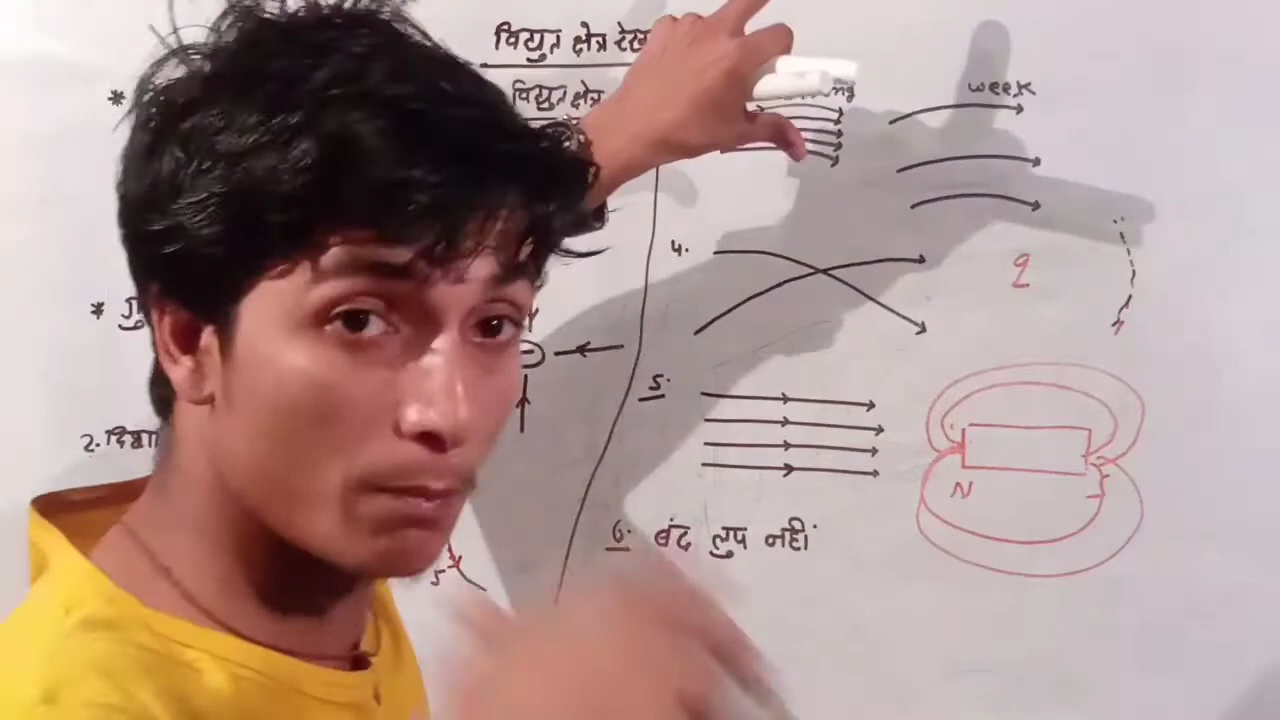 विद्युत क्षेत्र
* विद्युत क्षेत्र
week
4.
q
*
5.
2. दिशा
N
S
6. बंद लुप नहीं